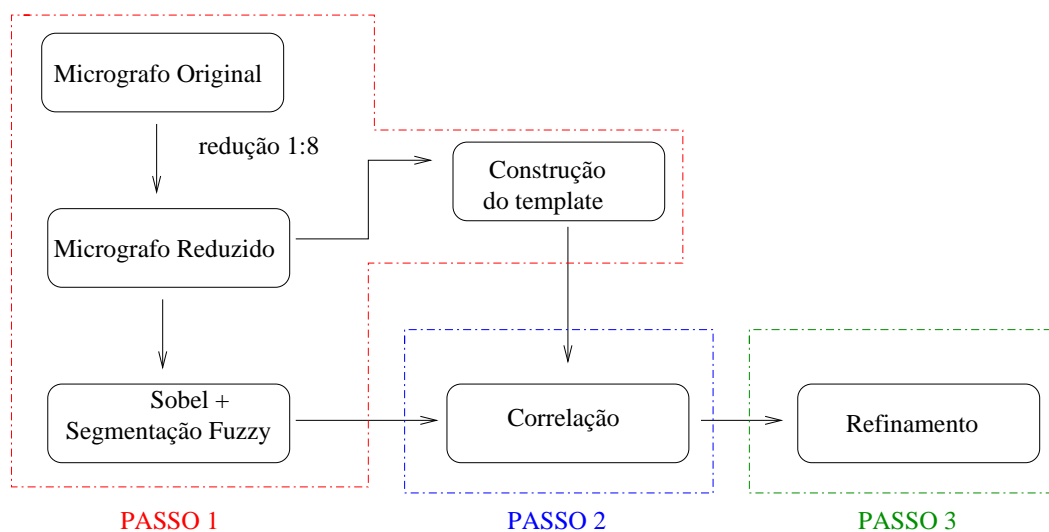 Micrografo Original
redução 1:8
Construção
do template
Micrografo Reduzido
Sobel +
Segmentação Fuzzy
Correlação
Refinamento
PASSO 1
PASSO 2
PASSO 3